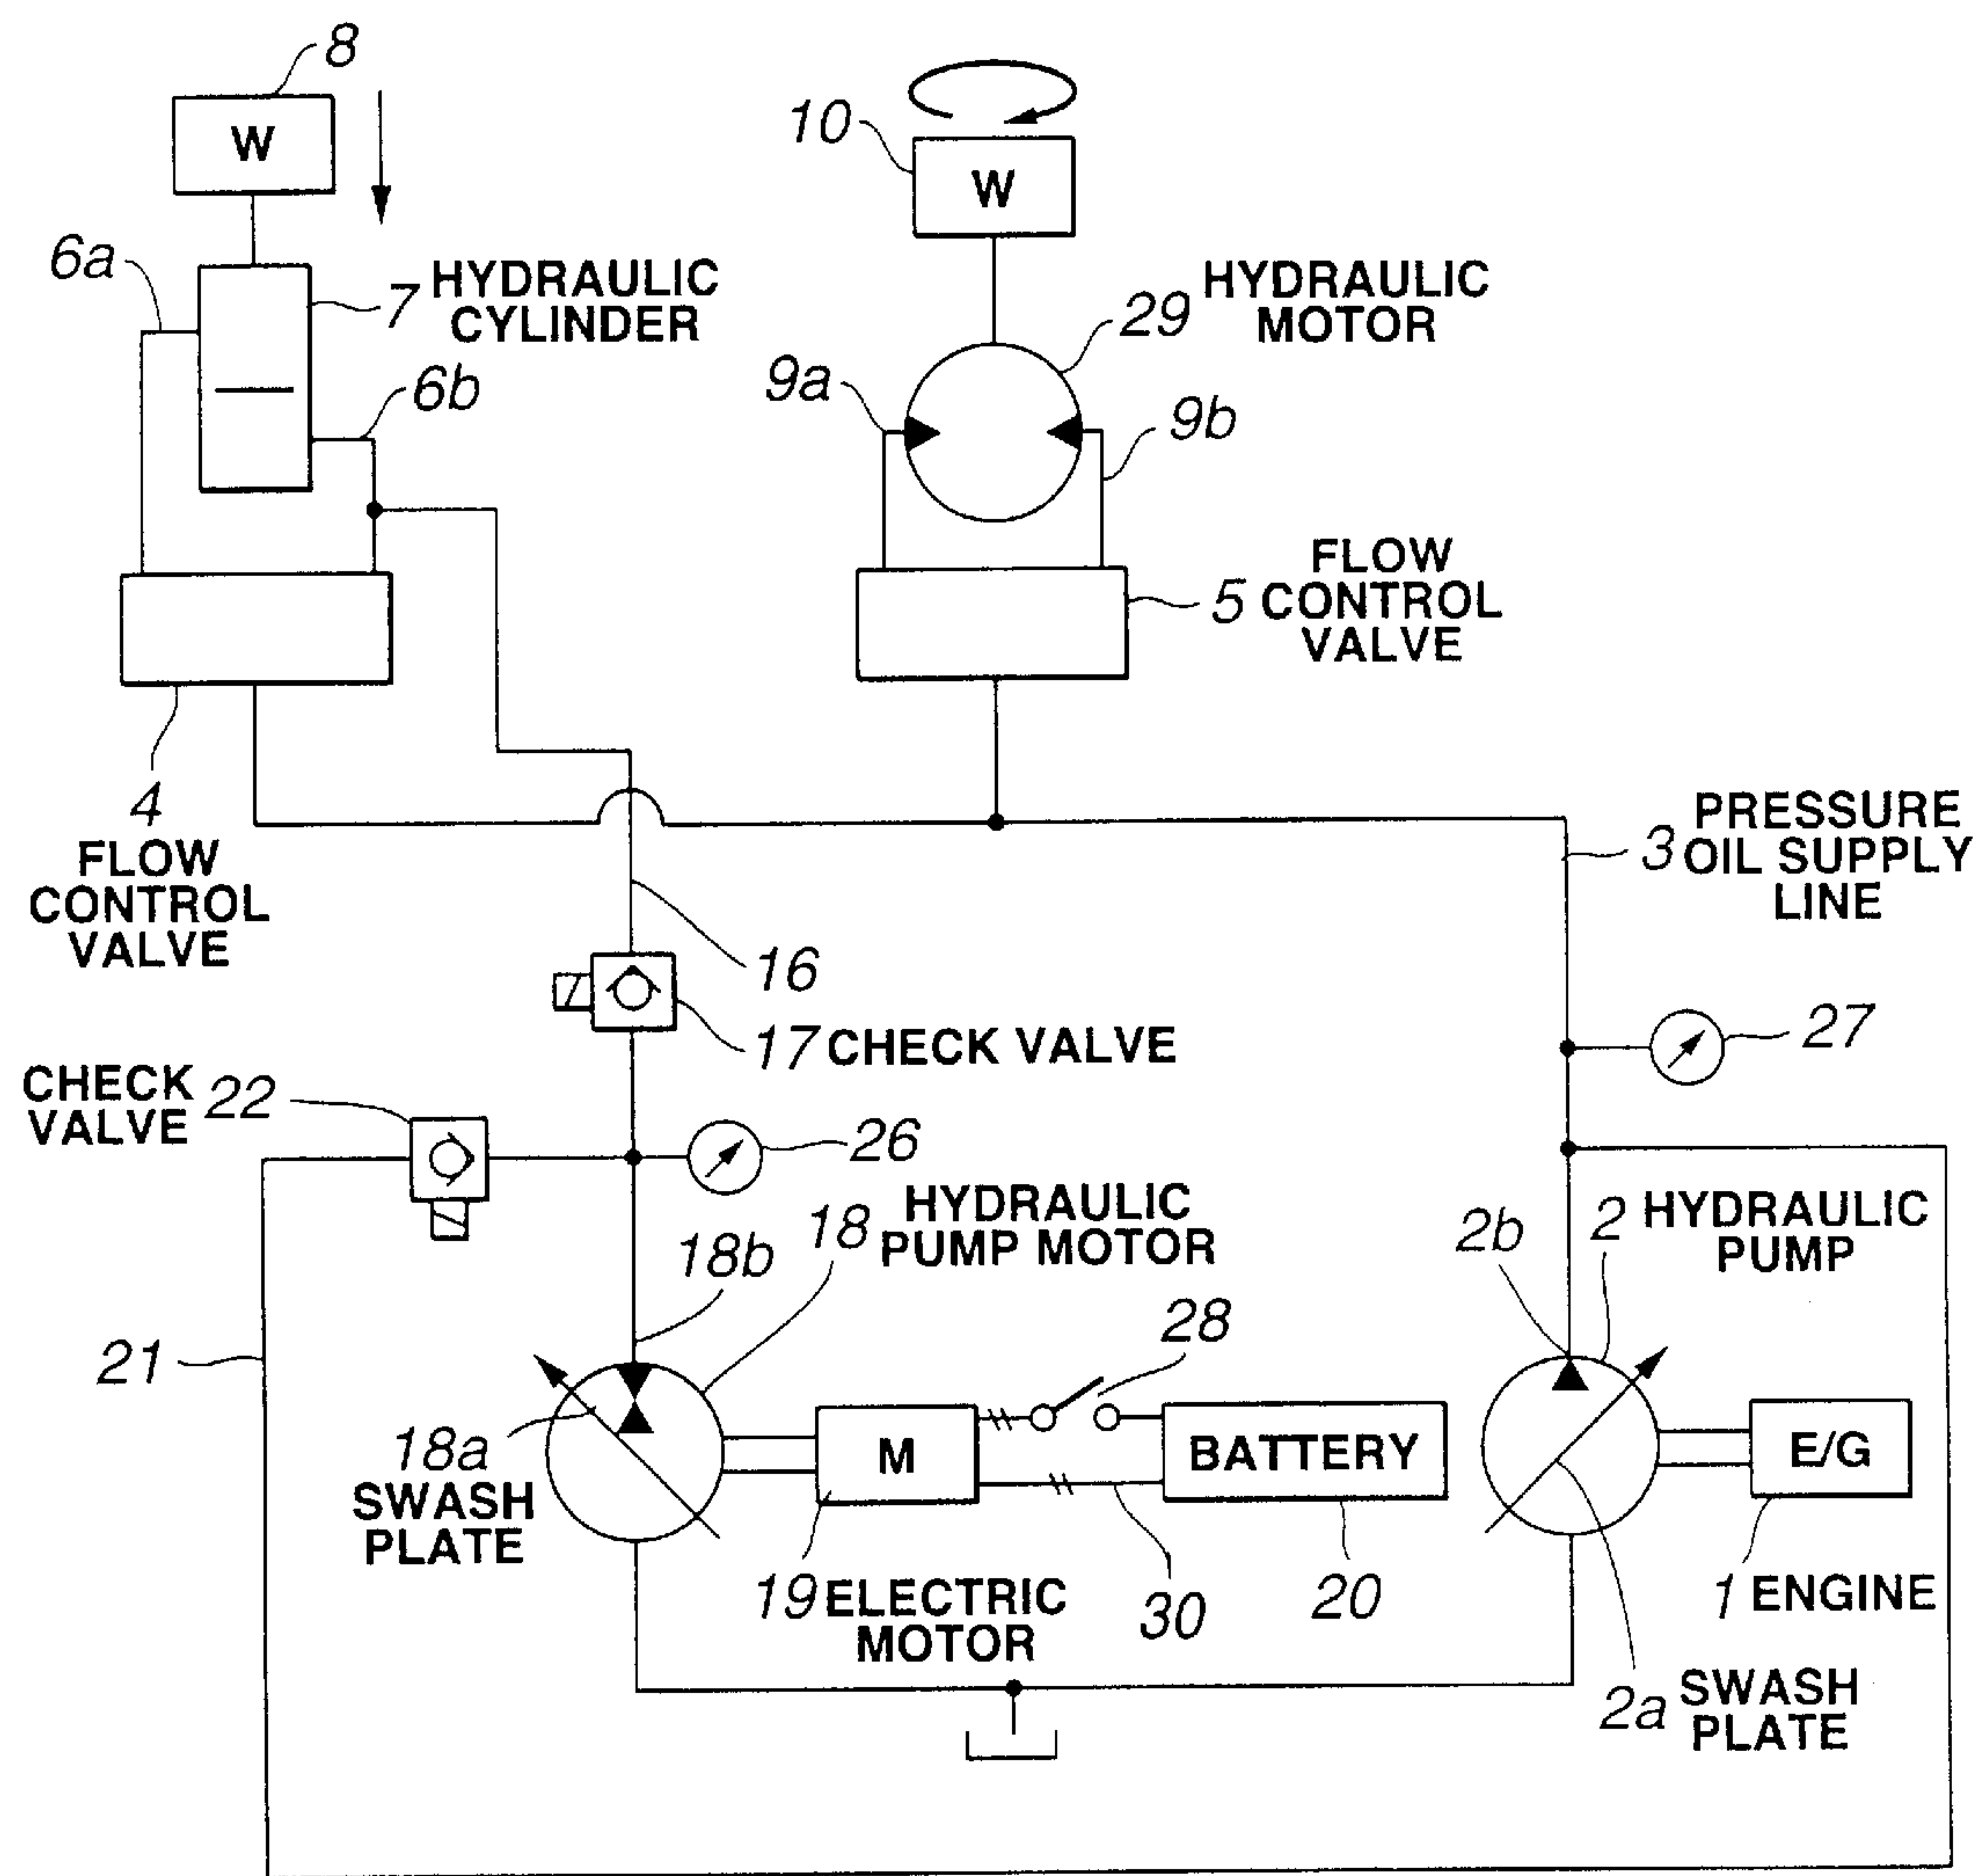 8
W
10
W
6a
7 HYDRAULIC
CYLINDER
6b
HYDRAULIC
29 MOTOR
9a
9b
FLOW
5 CONTROL
VALVE
4
FLOW
CONTROL
VALVE
PRESSURE
3 OIL SUPPLY
LINE
16
17 CHECK VALVE
27
CHECK
VALVE 22
26
HYDRAULIC
18 PUMP MOTOR
18b
2b
2 HYDRAULIC
PUMP
28
21
18a
SWASH
PLATE
M
BATTERY
E/G
19 ELECTRIC
MOTOR
30
20
1 ENGINE
2a SWASH
PLATE